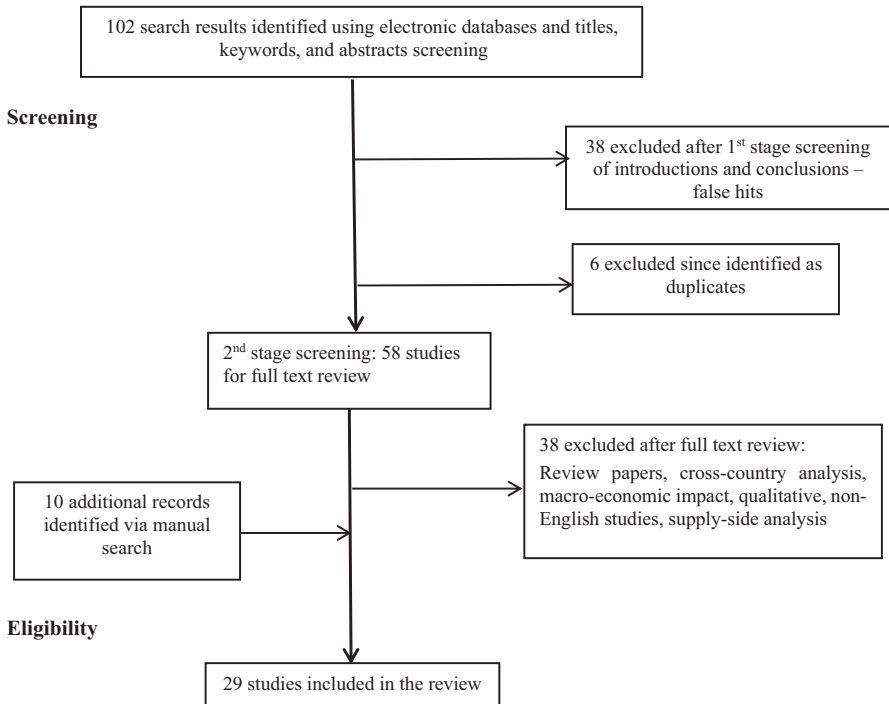 102 search results identified using electronic databases and titles,
keywords, and abstracts screening
Screening
38 excluded after 1st stage screening
of introductions and conclusions –
false hits
6 excluded since identified as
duplicates
2nd stage screening: 58 studies
for full text review
38 excluded after full text review:
Review papers, cross-country analysis,
macro-economic impact, qualitative, non-
English studies, supply-side analysis
10 additional records
identified via manual
search
Eligibility
29 studies included in the review